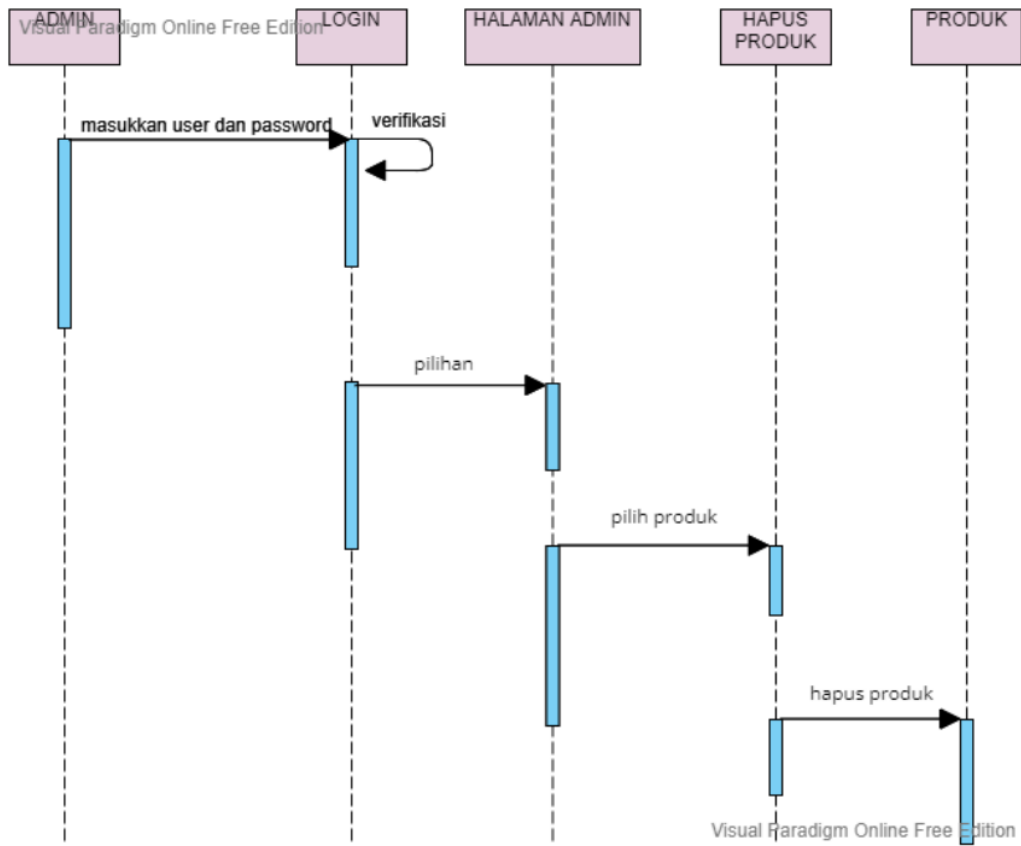 ADMIN
Visual Paradigm Online Free Edition
LOGIN
HALAMAN ADMIN
HAPUS
PRODUK
PRODUK
masukkan user dan password
verifikasi
pilihan
pilih produk
hapus produk
Visual Paradigm Online Free Edition